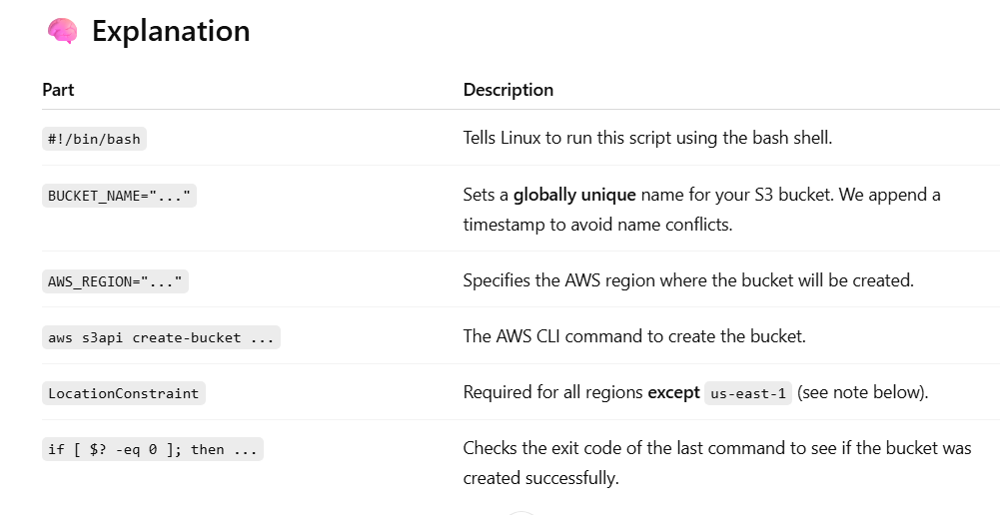 Explanation
Part Description
#!/bin/bash Tells Linux to run this script using the bash shell.
BUCKET_NAME="..." Sets a globally unique name for your S3 bucket. We append a
timestamp to avoid name conflicts.
AWS_REGION="..." Specifies the AWS region where the bucket will be created.
aws s3api create-bucket ... The AWS CLI command to create the bucket.
LocationConstraint Required for all regions except us-east-1 (see note below).
if [ $? -eq 0 ]; then ... Checks the exit code of the last command to see if the bucket was
created successfully.